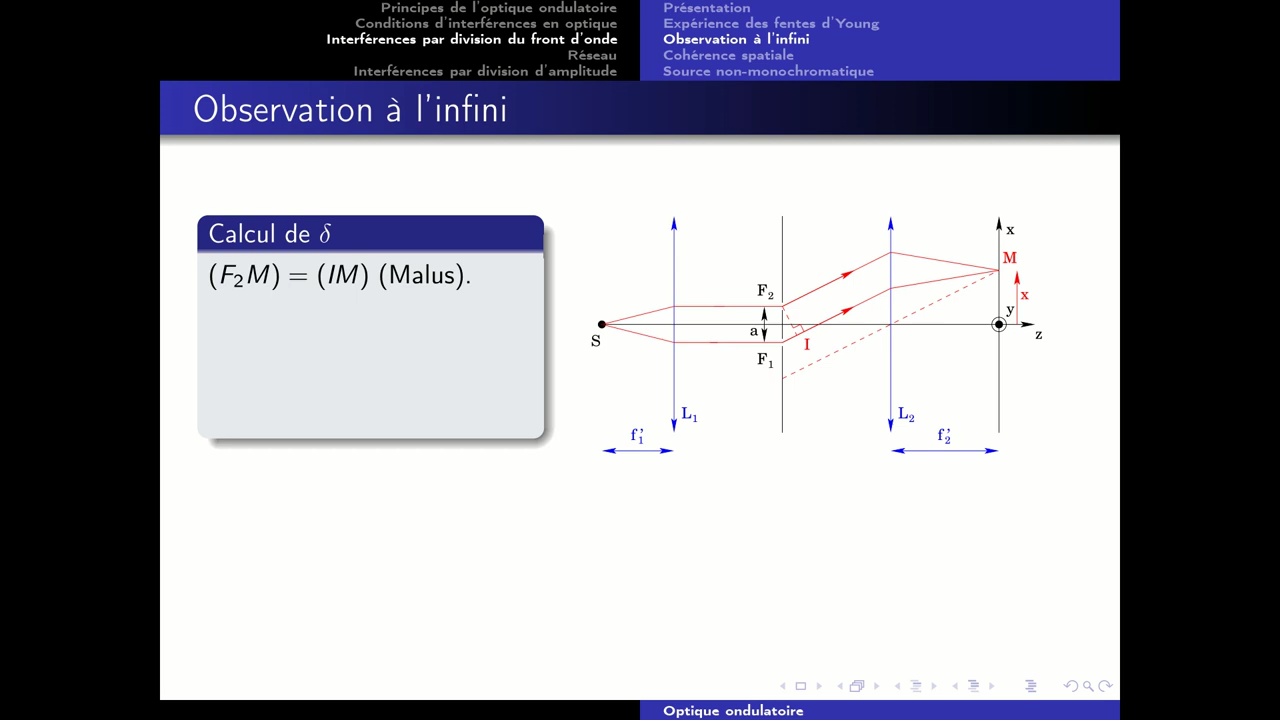 Principes de l'optique ondulatoire
Conditions d'interférences en optique
Interférences par division du front d'onde
Réseau
Interférences par division d'amplitude
Présentation
Expérience des fentes d'Young
Observation à l'infini
Cohérence spatiale
Source non-monochromatique
Observation à l'infini
Calcul de δ
(F₂M) = (IM) (Malus).
x
M
F₂
x
a
y
S
I
z
F₁
L₁
L₂
f₁'
f₂'
Optique ondulatoire